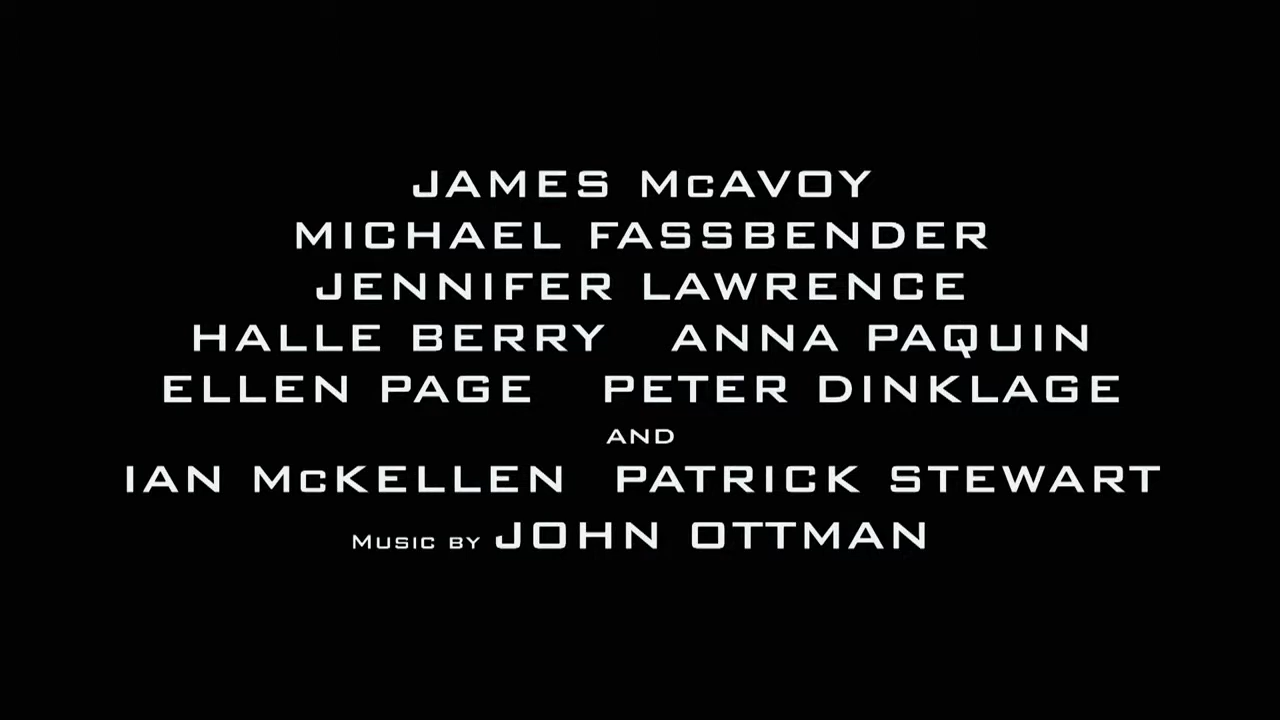 JAMES McAVOY
MICHAEL FASSBENDER
JENNIFER LAWRENCE
HALLE BERRY ANNA PAQUIN
ELLEN PAGE PETER DINKLAGE
AND
IAN McKELLEN PATRICK STEWART
MUSIC BY JOHN OTTMAN